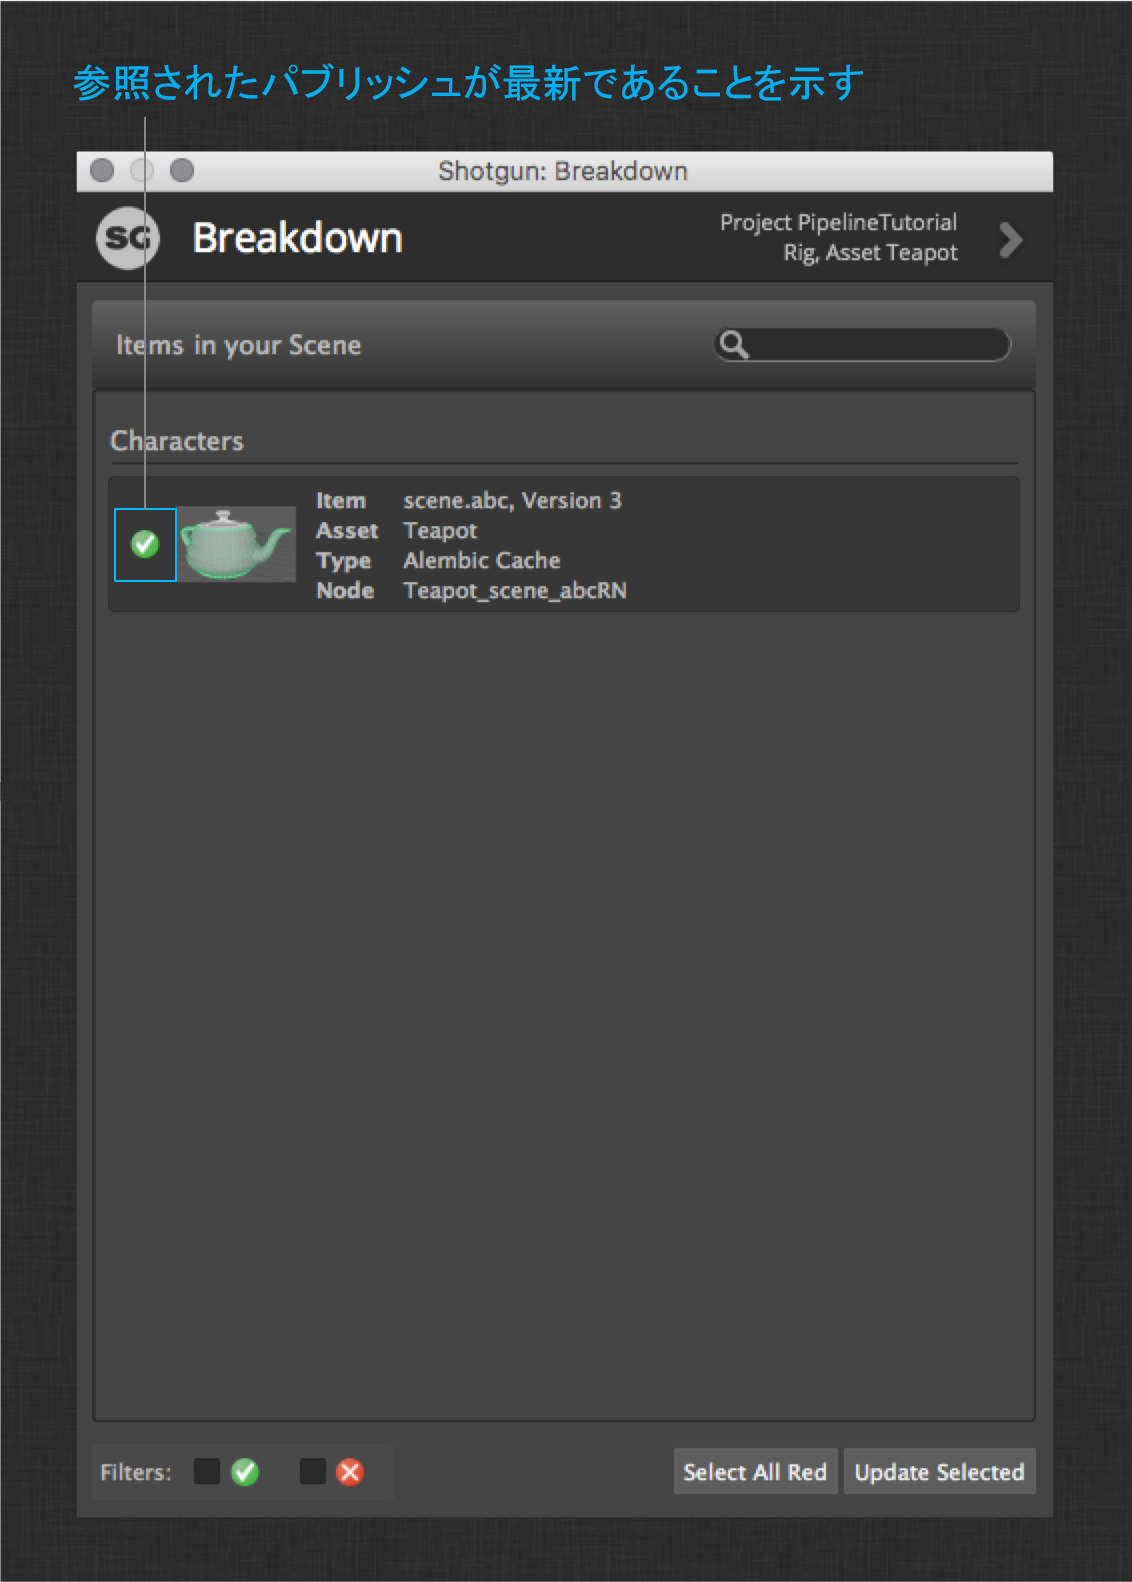 参照されたパブリッシュが最新であることを示す
Shotgun: Breakdown
SG
Breakdown
Project PipelineTutorial
Rig, Asset Teapot
Items in your Scene
Characters
Item scene.abc, Version 3
Asset Teapot
Type Alembic Cache
Node Teapot_scene_abcRN
Filters:
Select All Red
Update Selected